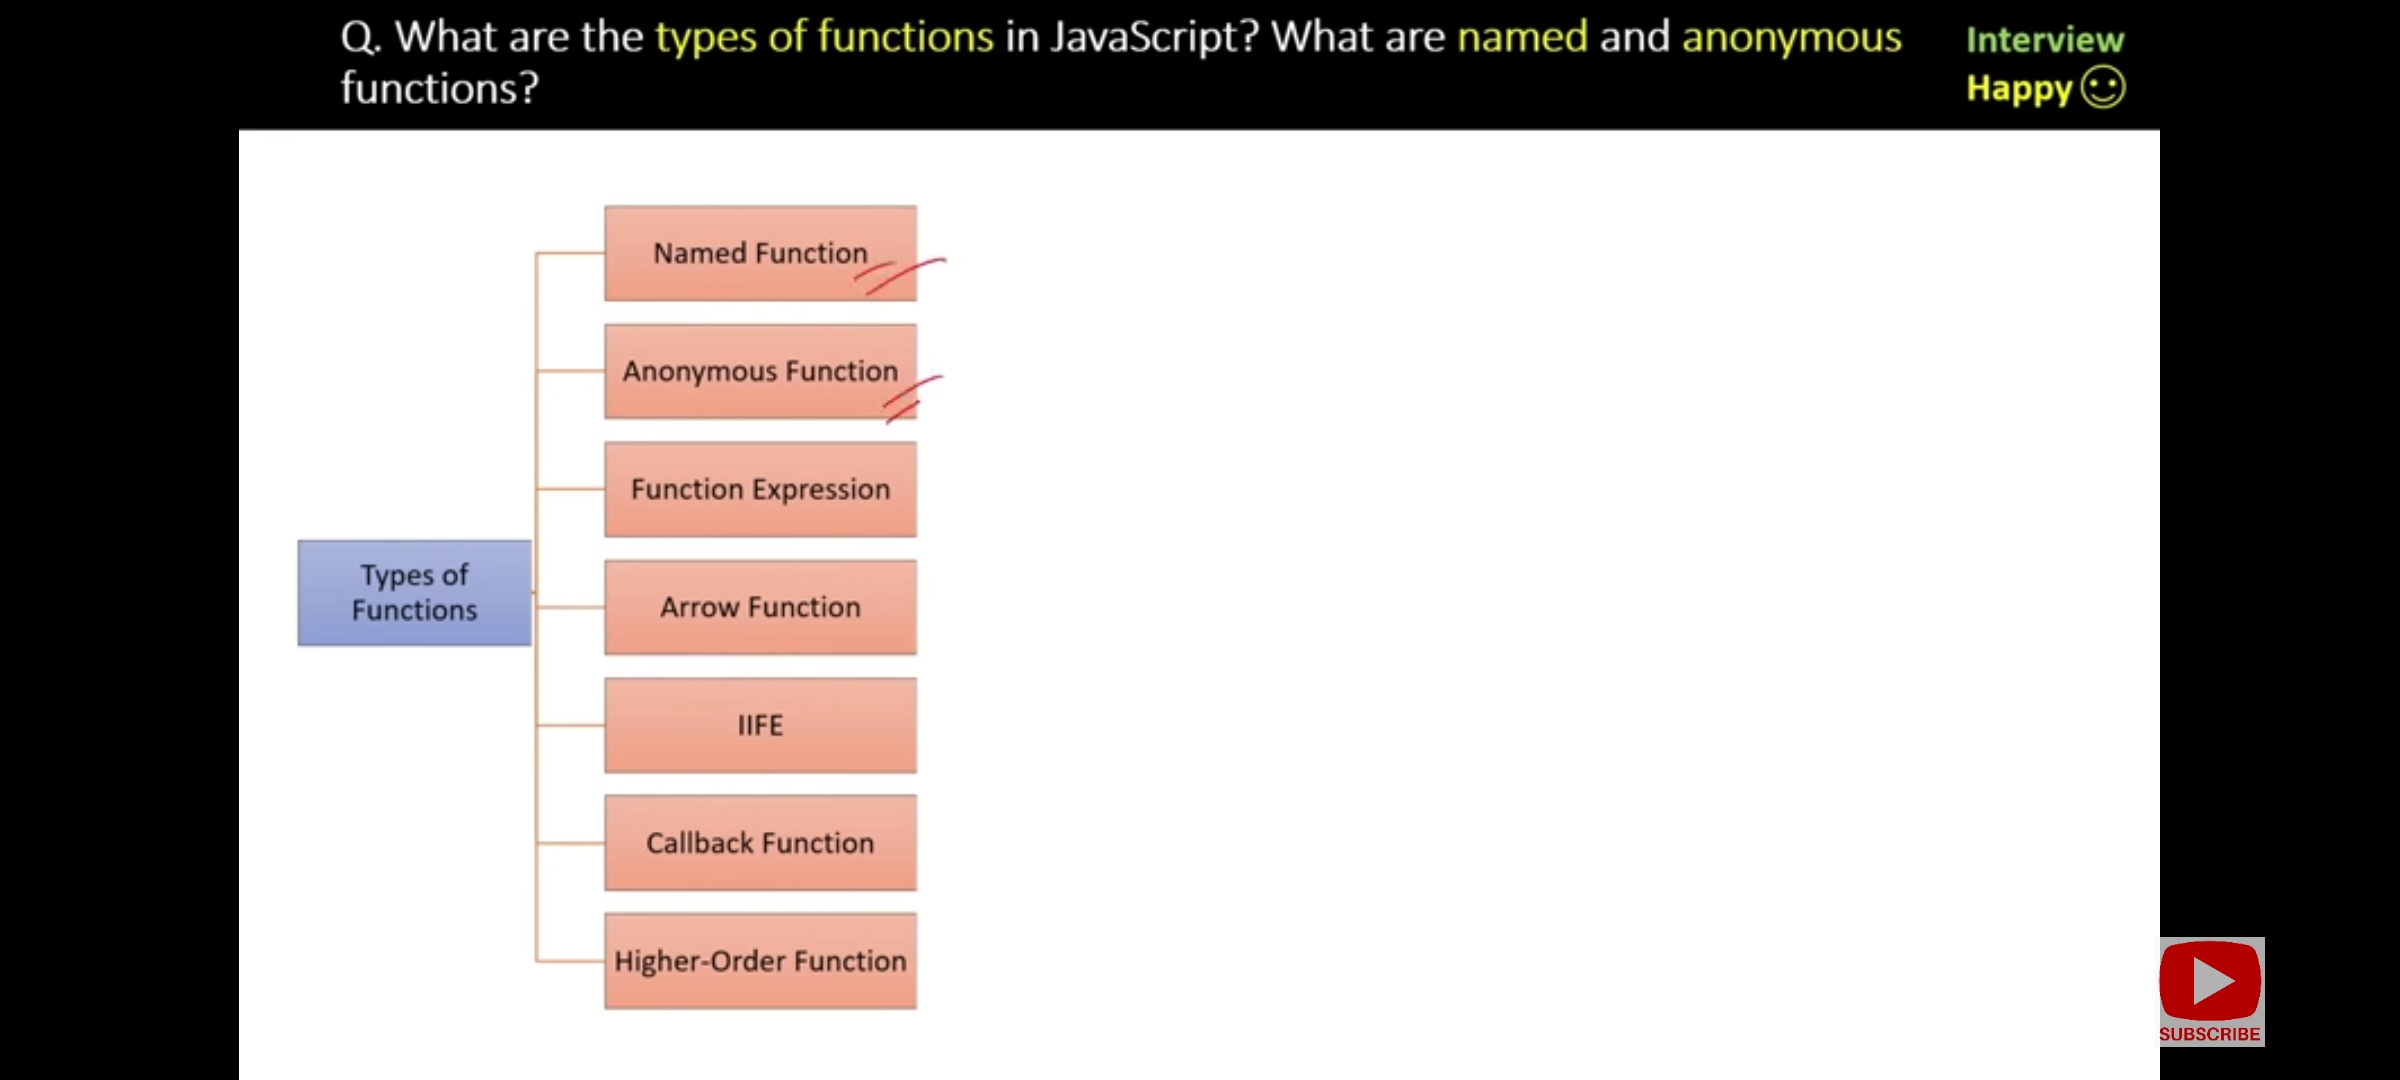 Q. What are the types of functions in JavaScript? What are named and anonymous
functions?
Interview
Happy
Named Function
Anonymous Function
Function Expression
Types of
Functions
Arrow Function
IIFE
Callback Function
Higher-Order Function
SUBSCRIBE